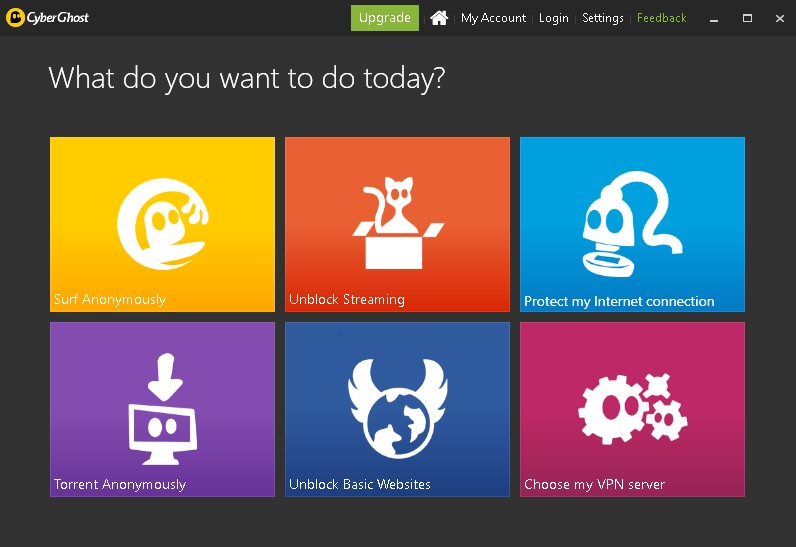 CyberGhost
Upgrade
My Account
Login
Settings
Feedback
What do you want to do today?
Surf Anonymously
Unblock Streaming
Protect my Internet connection
Torrent Anonymously
Unblock Basic Websites
Choose my VPN server